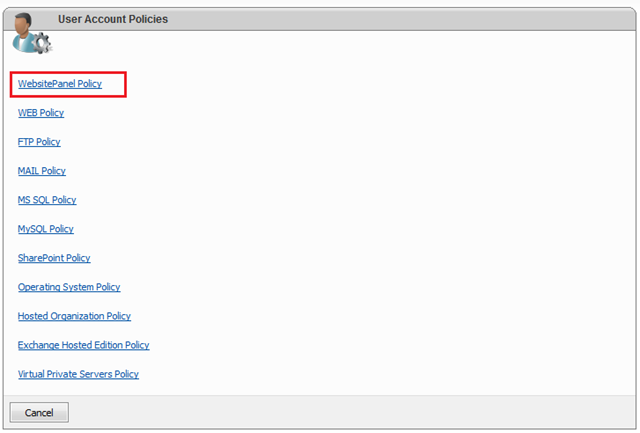 User Account Policies
WebsitePanel Policy
WEB Policy
FTP Policy
MAIL Policy
MS SQL Policy
MySQL Policy
SharePoint Policy
Operating System Policy
Hosted Organization Policy
Exchange Hosted Edition Policy
Virtual Private Servers Policy
Cancel